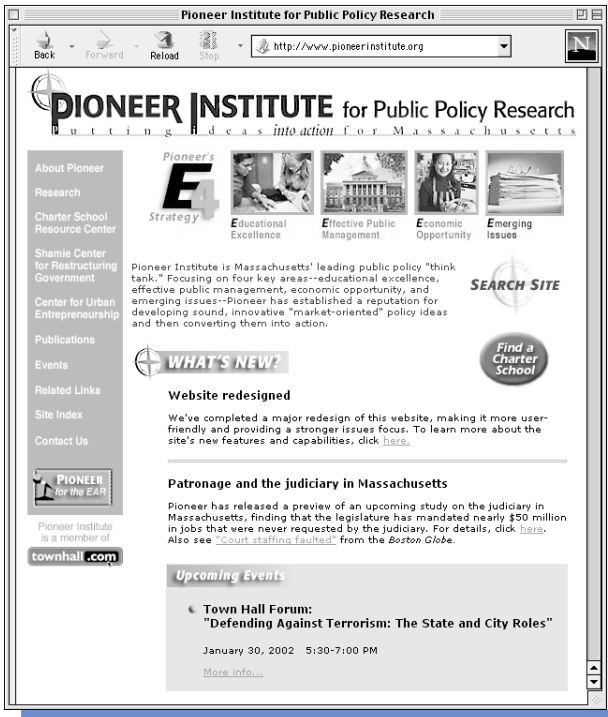 Pioneer Institute for Public Policy Research
Back
Forward
Reload
Stop
http://www.pioneerinstitute.org
N
PIONEER INSTITUTE for Public Policy Research
Putting ideas into action for Massachusetts
About Pioneer
Research
Charter School
Resource Center
Shamie Center
for Restructuring
Government
Center for Urban
Entrepreneurship
Publications
Events
Related Links
Site Index
Contact Us
PIONEER
for the EAR
Pioneer Institute
is a member of
townhall.com
Pioneer's
E4
Strategy
Educational
Excellence
Effective Public
Management
Economic
Opportunity
Emerging
Issues
Pioneer Institute is Massachusetts' leading public policy "think
tank." Focusing on four key areas--educational excellence,
effective public management, economic opportunity, and
emerging issues--Pioneer has established a reputation for
developing sound, innovative "market-oriented" policy ideas
and then converting them into action.
SEARCH SITE
Find a
Charter
School
WHAT'S NEW?
Website redesigned
We've completed a major redesign of this website, making it more user-
friendly and providing a stronger issues focus. To learn more about the
site's new features and capabilities, click here.
Patronage and the judiciary in Massachusetts
Pioneer has released a preview of an upcoming study on the judiciary in
Massachusetts, finding that the legislature has mandated nearly $50 million
in jobs that were never requested by the judiciary. For details, click here.
Also see "Court staffing faulted" from the Boston Globe.
Upcoming Events
Town Hall Forum:
"Defending Against Terrorism: The State and City Roles"
January 30, 2002 5:30-7:00 PM
More info...